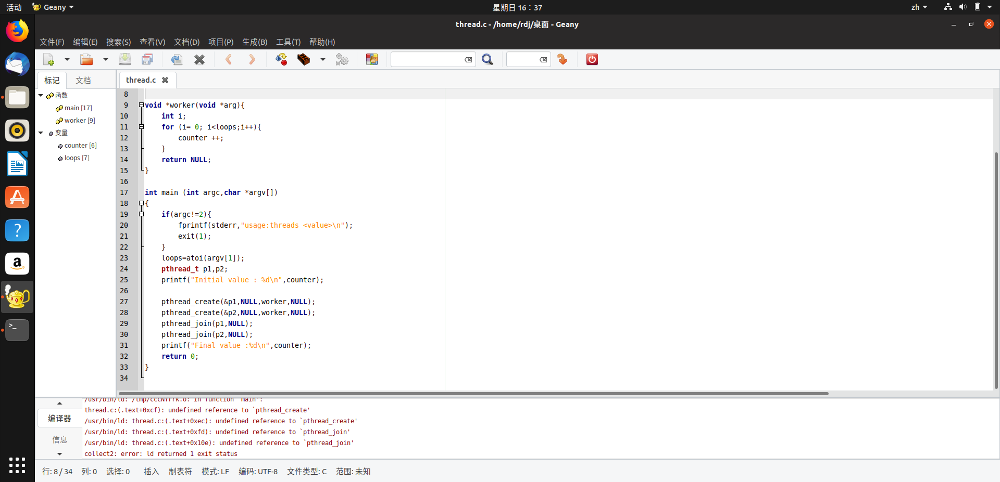 活动 Geany 星期日 16：37 zh
thread.c - /home/rdj/桌面 - Geany
文件(F) 编辑(E) 搜索(S) 查看(V) 文档(D) 项目(P) 生成(B) 工具(T) 帮助(H)
标记 文档
函数
main [17]
worker [9]
变量
counter [6]
loops [7]
thread.c
8
9 void *worker(void *arg){
10     int i;
11     for (i= 0; i<loops;i++){
12         counter ++;
13     }
14     return NULL;
15 }
16
17 int main (int argc,char *argv[])
18 {
19     if(argc!=2){
20         fprintf(stderr,"usage:threads <value>\n");
21         exit(1);
22     }
23     loops=atoi(argv[1]);
24     pthread_t p1,p2;
25     printf("Initial value : %d\n",counter);
26
27     pthread_create(&p1,NULL,worker,NULL);
28     pthread_create(&p2,NULL,worker,NULL);
29     pthread_join(p1,NULL);
30     pthread_join(p2,NULL);
31     printf("Final value :%d\n",counter);
32     return 0;
33 }
34
编译器
信息
/usr/bin/ld: /tmp/cccNYrrk.o: in function `main':
thread.c:(.text+0xcf): undefined reference to `pthread_create'
/usr/bin/ld: thread.c:(.text+0xec): undefined reference to `pthread_create'
/usr/bin/ld: thread.c:(.text+0xfd): undefined reference to `pthread_join'
/usr/bin/ld: thread.c:(.text+0x10e): undefined reference to `pthread_join'
collect2: error: ld returned 1 exit status
行: 8 / 34 列: 0 选择: 0 插入 制表符 模式: LF 编码: UTF-8 文件类型: C 范围: 未知